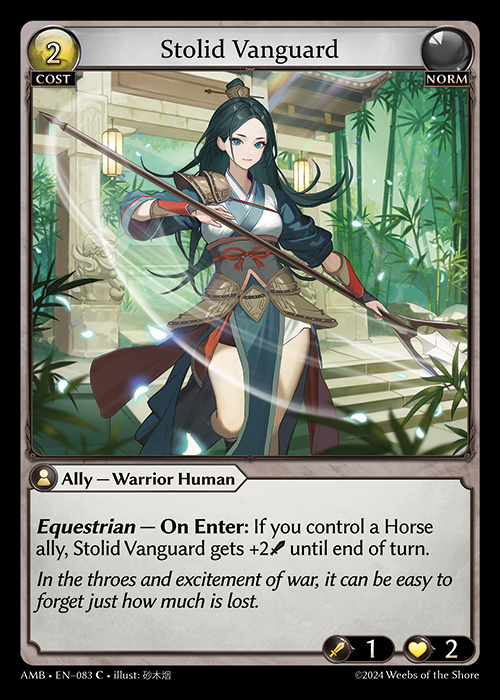 2
Stolid Vanguard
COST
NORM
Ally — Warrior Human
Equestrian — On Enter: If you control a Horse
ally, Stolid Vanguard gets +2 until end of turn.
In the throes and excitement of war, it can be easy to
forget just how much is lost.
1
2
AMB • EN–083 C • illust: 砂木烟
©2024 Weebs of the Shore